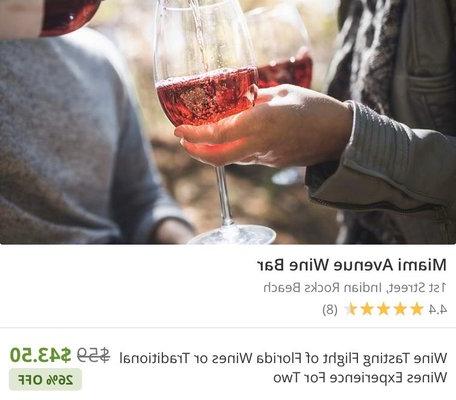 Miami Avenue Wine Bar
1st Street, Indian Rocks Beach
4.4 (8)
Wine Tasting Flight of Florida Wines or Traditional $59 $43.50
Wines Experience For Two 26% OFF